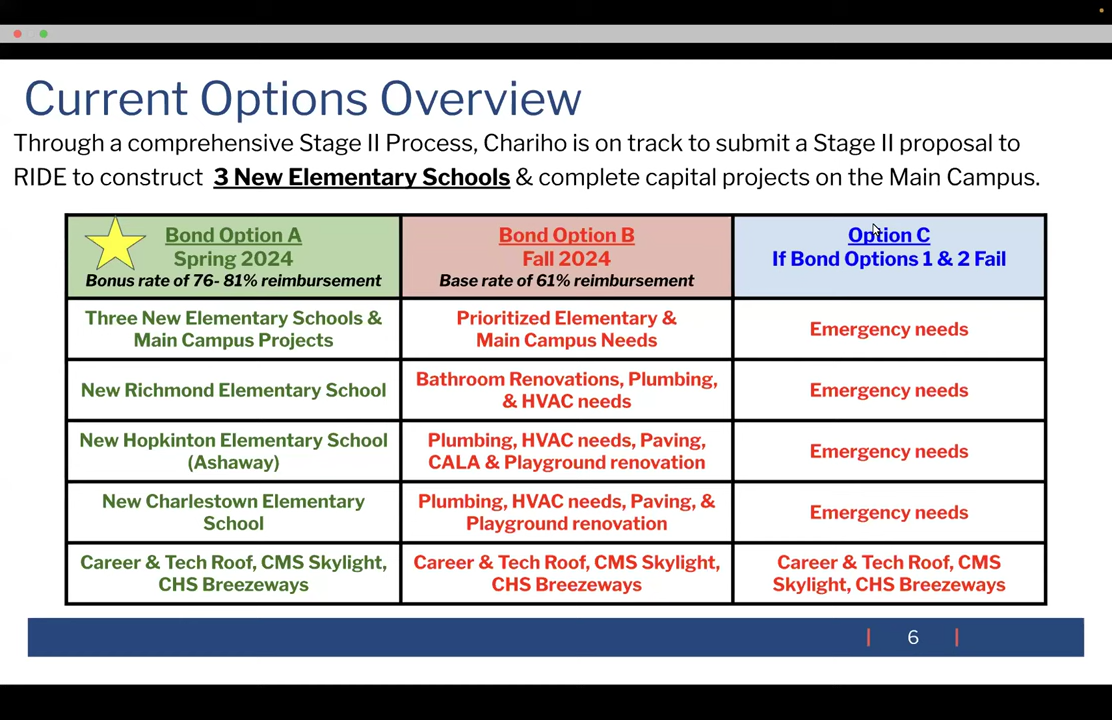 Current Options Overview
Through a comprehensive Stage II Process, Chariho is on track to submit a Stage II proposal to
RIDE to construct 3 New Elementary Schools & complete capital projects on the Main Campus.
Bond Option A
Spring 2024
Bonus rate of 76- 81% reimbursement
Bond Option B
Fall 2024
Base rate of 61% reimbursement
Option C
If Bond Options 1 & 2 Fail
Three New Elementary Schools &
Main Campus Projects
Prioritized Elementary &
Main Campus Needs
Emergency needs
New Richmond Elementary School
Bathroom Renovations, Plumbing,
& HVAC needs
Emergency needs
New Hopkinton Elementary School
(Ashaway)
Plumbing, HVAC needs, Paving,
CALA & Playground renovation
Emergency needs
New Charlestown Elementary
School
Plumbing, HVAC needs, Paving, &
Playground renovation
Emergency needs
Career & Tech Roof, CMS Skylight,
CHS Breezeways
Career & Tech Roof, CMS Skylight,
CHS Breezeways
Career & Tech Roof, CMS
Skylight, CHS Breezeways
6